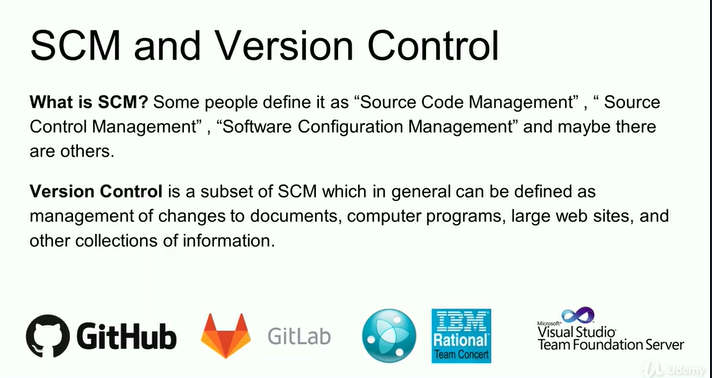 SCM and Version Control
What is SCM? Some people define it as “Source Code Management” , “ Source
Control Management” , “Software Configuration Management” and maybe there
are others.
Version Control is a subset of SCM which in general can be defined as
management of changes to documents, computer programs, large web sites, and
other collections of information.
GitHub
GitLab
IBM
Rational
Team Concert
Microsoft
Visual Studio
Team Foundation Server
Udemy